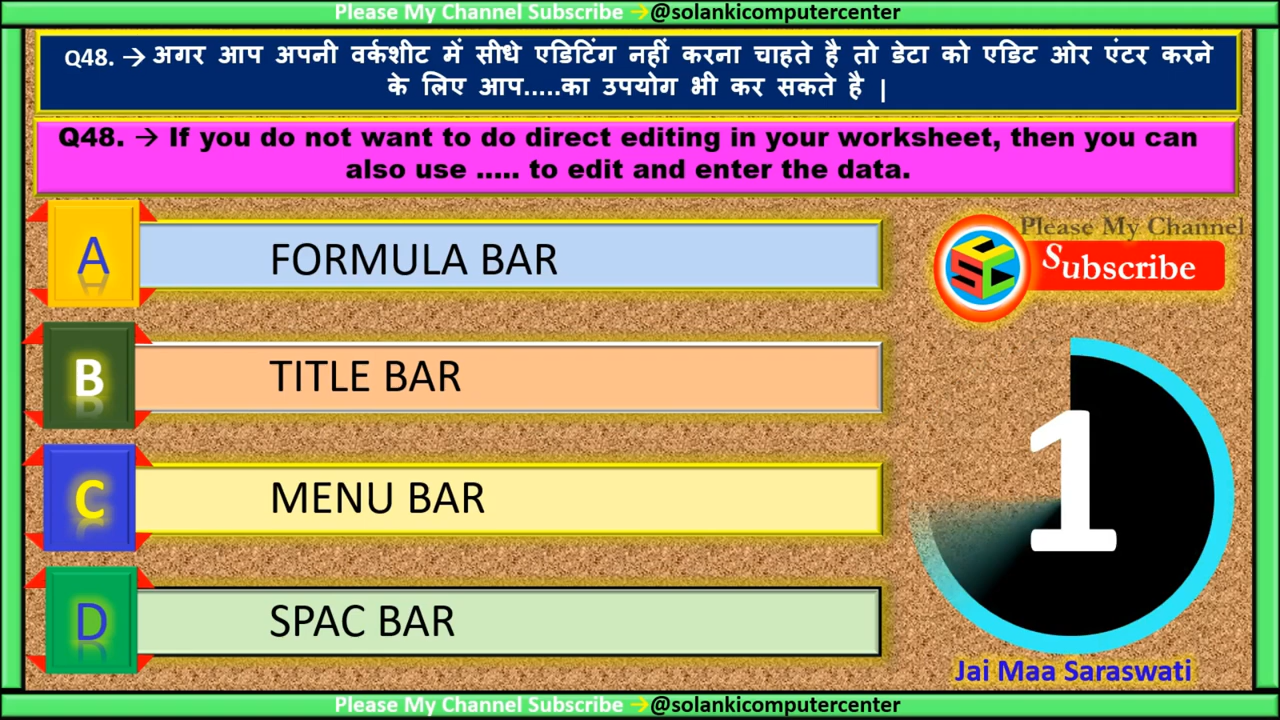 Please My Channel Subscribe →@solankicomputercenter
Q48. → अगर आप अपनी वर्कशीट में सीधे एडिटिंग नहीं करना चाहते है तो डेटा को एडिट ओर एंटर करने
के लिए आप.....का उपयोग भी कर सकते है |
Q48. → If you do not want to do direct editing in your worksheet, then you can
also use ..... to edit and enter the data.
A FORMULA BAR
Please My Channel
Subscribe
SCC
B TITLE BAR
1
C MENU BAR
D SPAC BAR
Jai Maa Saraswati
Please My Channel Subscribe →@solankicomputercenter